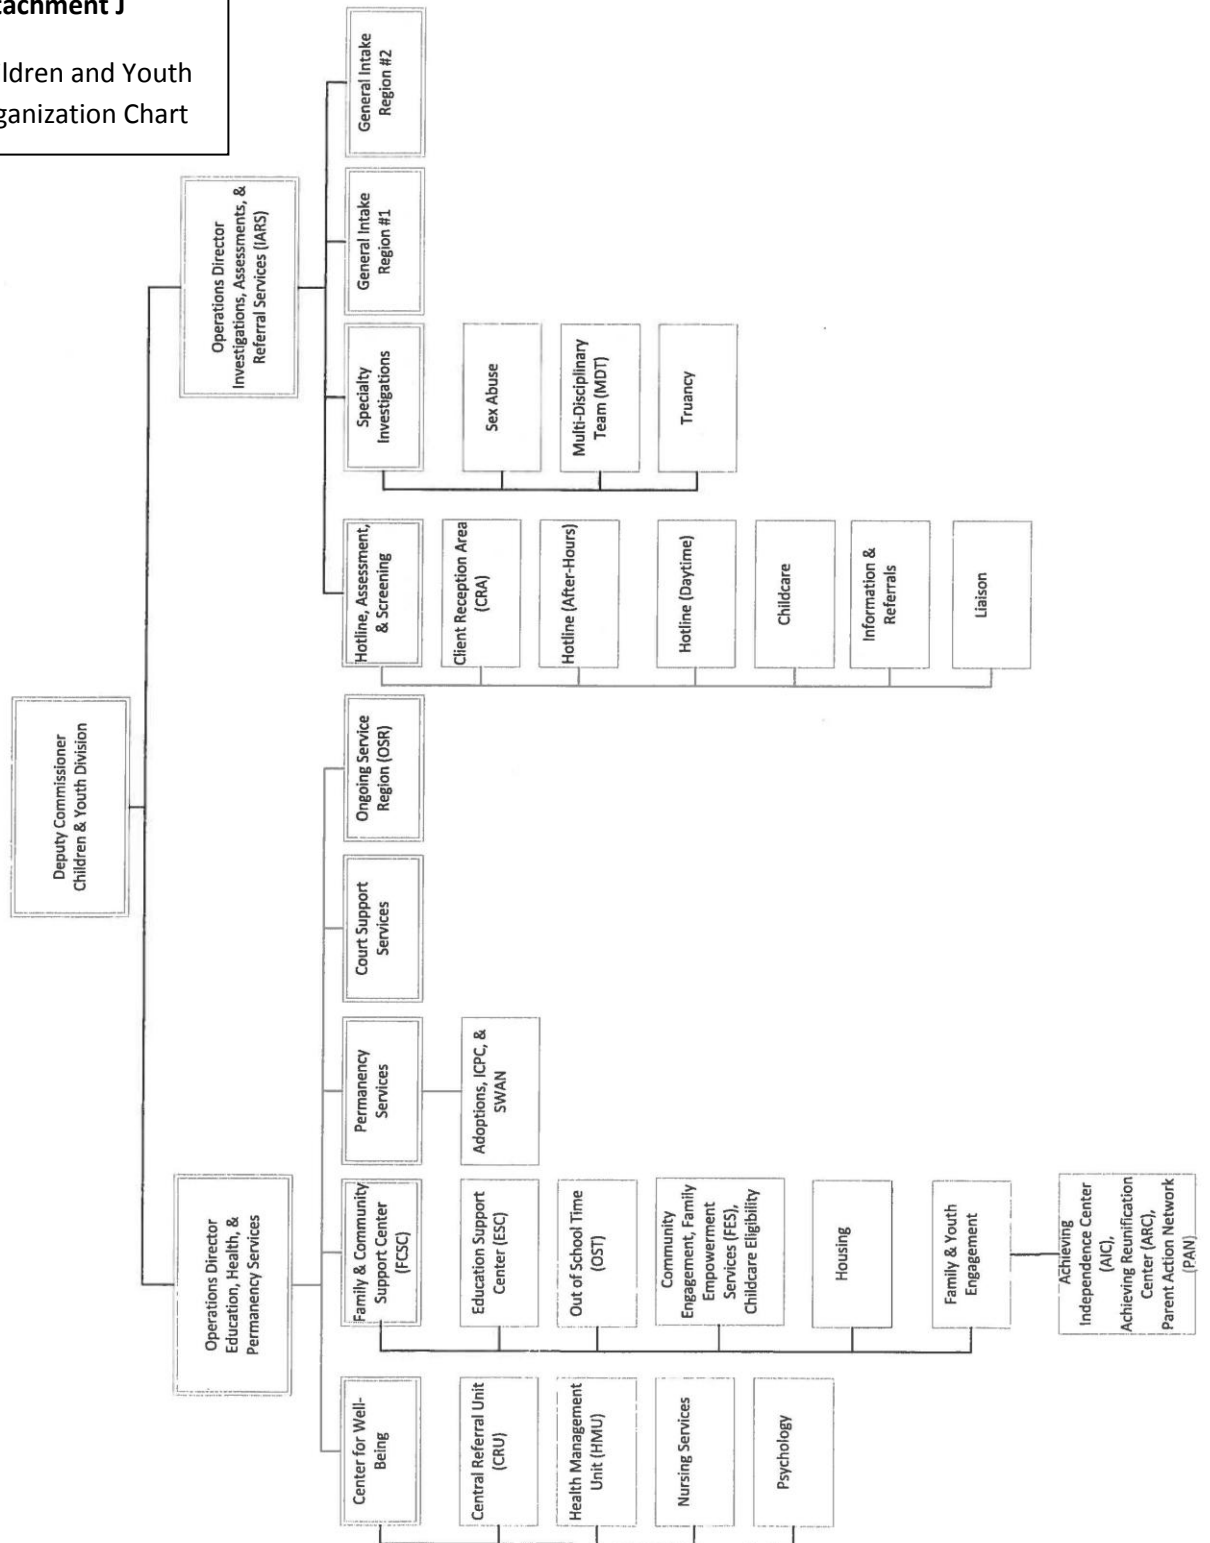 tachment J
ildren and Youth
ganization Chart
Deputy Commissioner
Children & Youth Division
Operations Director
Education, Health, &
Permanency Services
Operations Director
Investigations, Assessments, &
Referral Services (IARS)
Center for Well-
Being
Central Referral Unit
(CRU)
Health Management
Unit (HMU)
Nursing Services
Psychology
Family & Community
Support Center
(FCSC)
Education Support
Center (ESC)
Out of School Time
(OST)
Community
Engagement, Family
Empowerment
Services (FES),
Childcare Eligibility
Housing
Family & Youth
Engagement
Achieving
Independence Center
(AIC),
Achieving Reunification
Center (ARC),
Parent Action Network
(PAN)
Permanency
Services
Adoptions, ICPC, &
SWAN
Court Support
Services
Ongoing Service
Region (OSR)
Hotline, Assessment,
& Screening
Client Reception Area
(CRA)
Hotline (After-Hours)
Hotline (Daytime)
Childcare
Information &
Referrals
Liaison
Specialty
Investigations
Sex Abuse
Multi-Disciplinary
Team (MDT)
Truancy
General Intake
Region #1
General Intake
Region #2